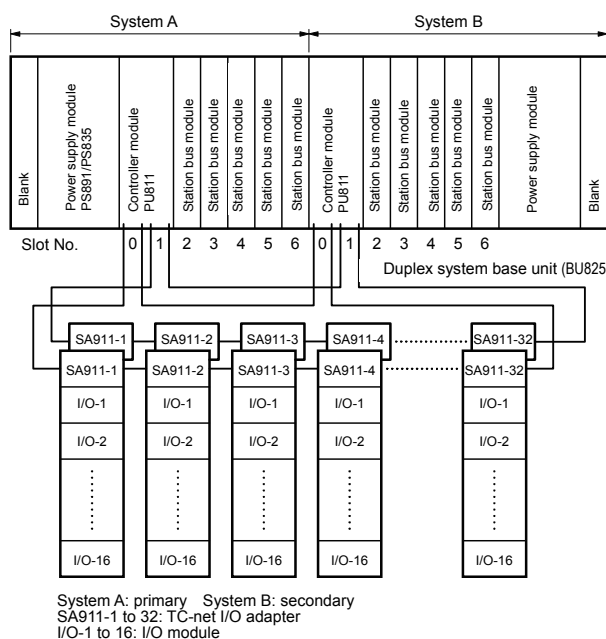 System A
System B
Blank
Power supply module
PS891/PS835
Controller module
PU811
Station bus module
Station bus module
Station bus module
Station bus module
Station bus module
Controller module
PU811
Station bus module
Station bus module
Station bus module
Station bus module
Station bus module
Power supply module
Blank
Slot No. 0 1 2 3 4 5 6 0 1 2 3 4 5 6
Duplex system base unit (BU825
SA911-1 SA911-2 SA911-3 SA911-4 SA911-32
SA911-1 SA911-2 SA911-3 SA911-4 SA911-32
I/O-1 I/O-1 I/O-1 I/O-1 I/O-1
I/O-2 I/O-2 I/O-2 I/O-2 I/O-2
I/O-16 I/O-16 I/O-16 I/O-16 I/O-16
System A: primary System B: secondary
SA911-1 to 32: TC-net I/O adapter
I/O-1 to 16: I/O module